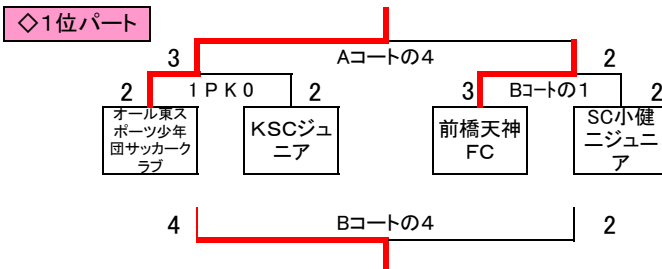 ◇1位パート
3 Aコートの4 2
2 1PK0 2 3 Bコートの1 2
オール東ス
ポーツ少年
団サッカーク
ラブ
KSCジュ
ニア
前橋天神
FC
SC小健
二ジュニ
ア
4 Bコートの4 2